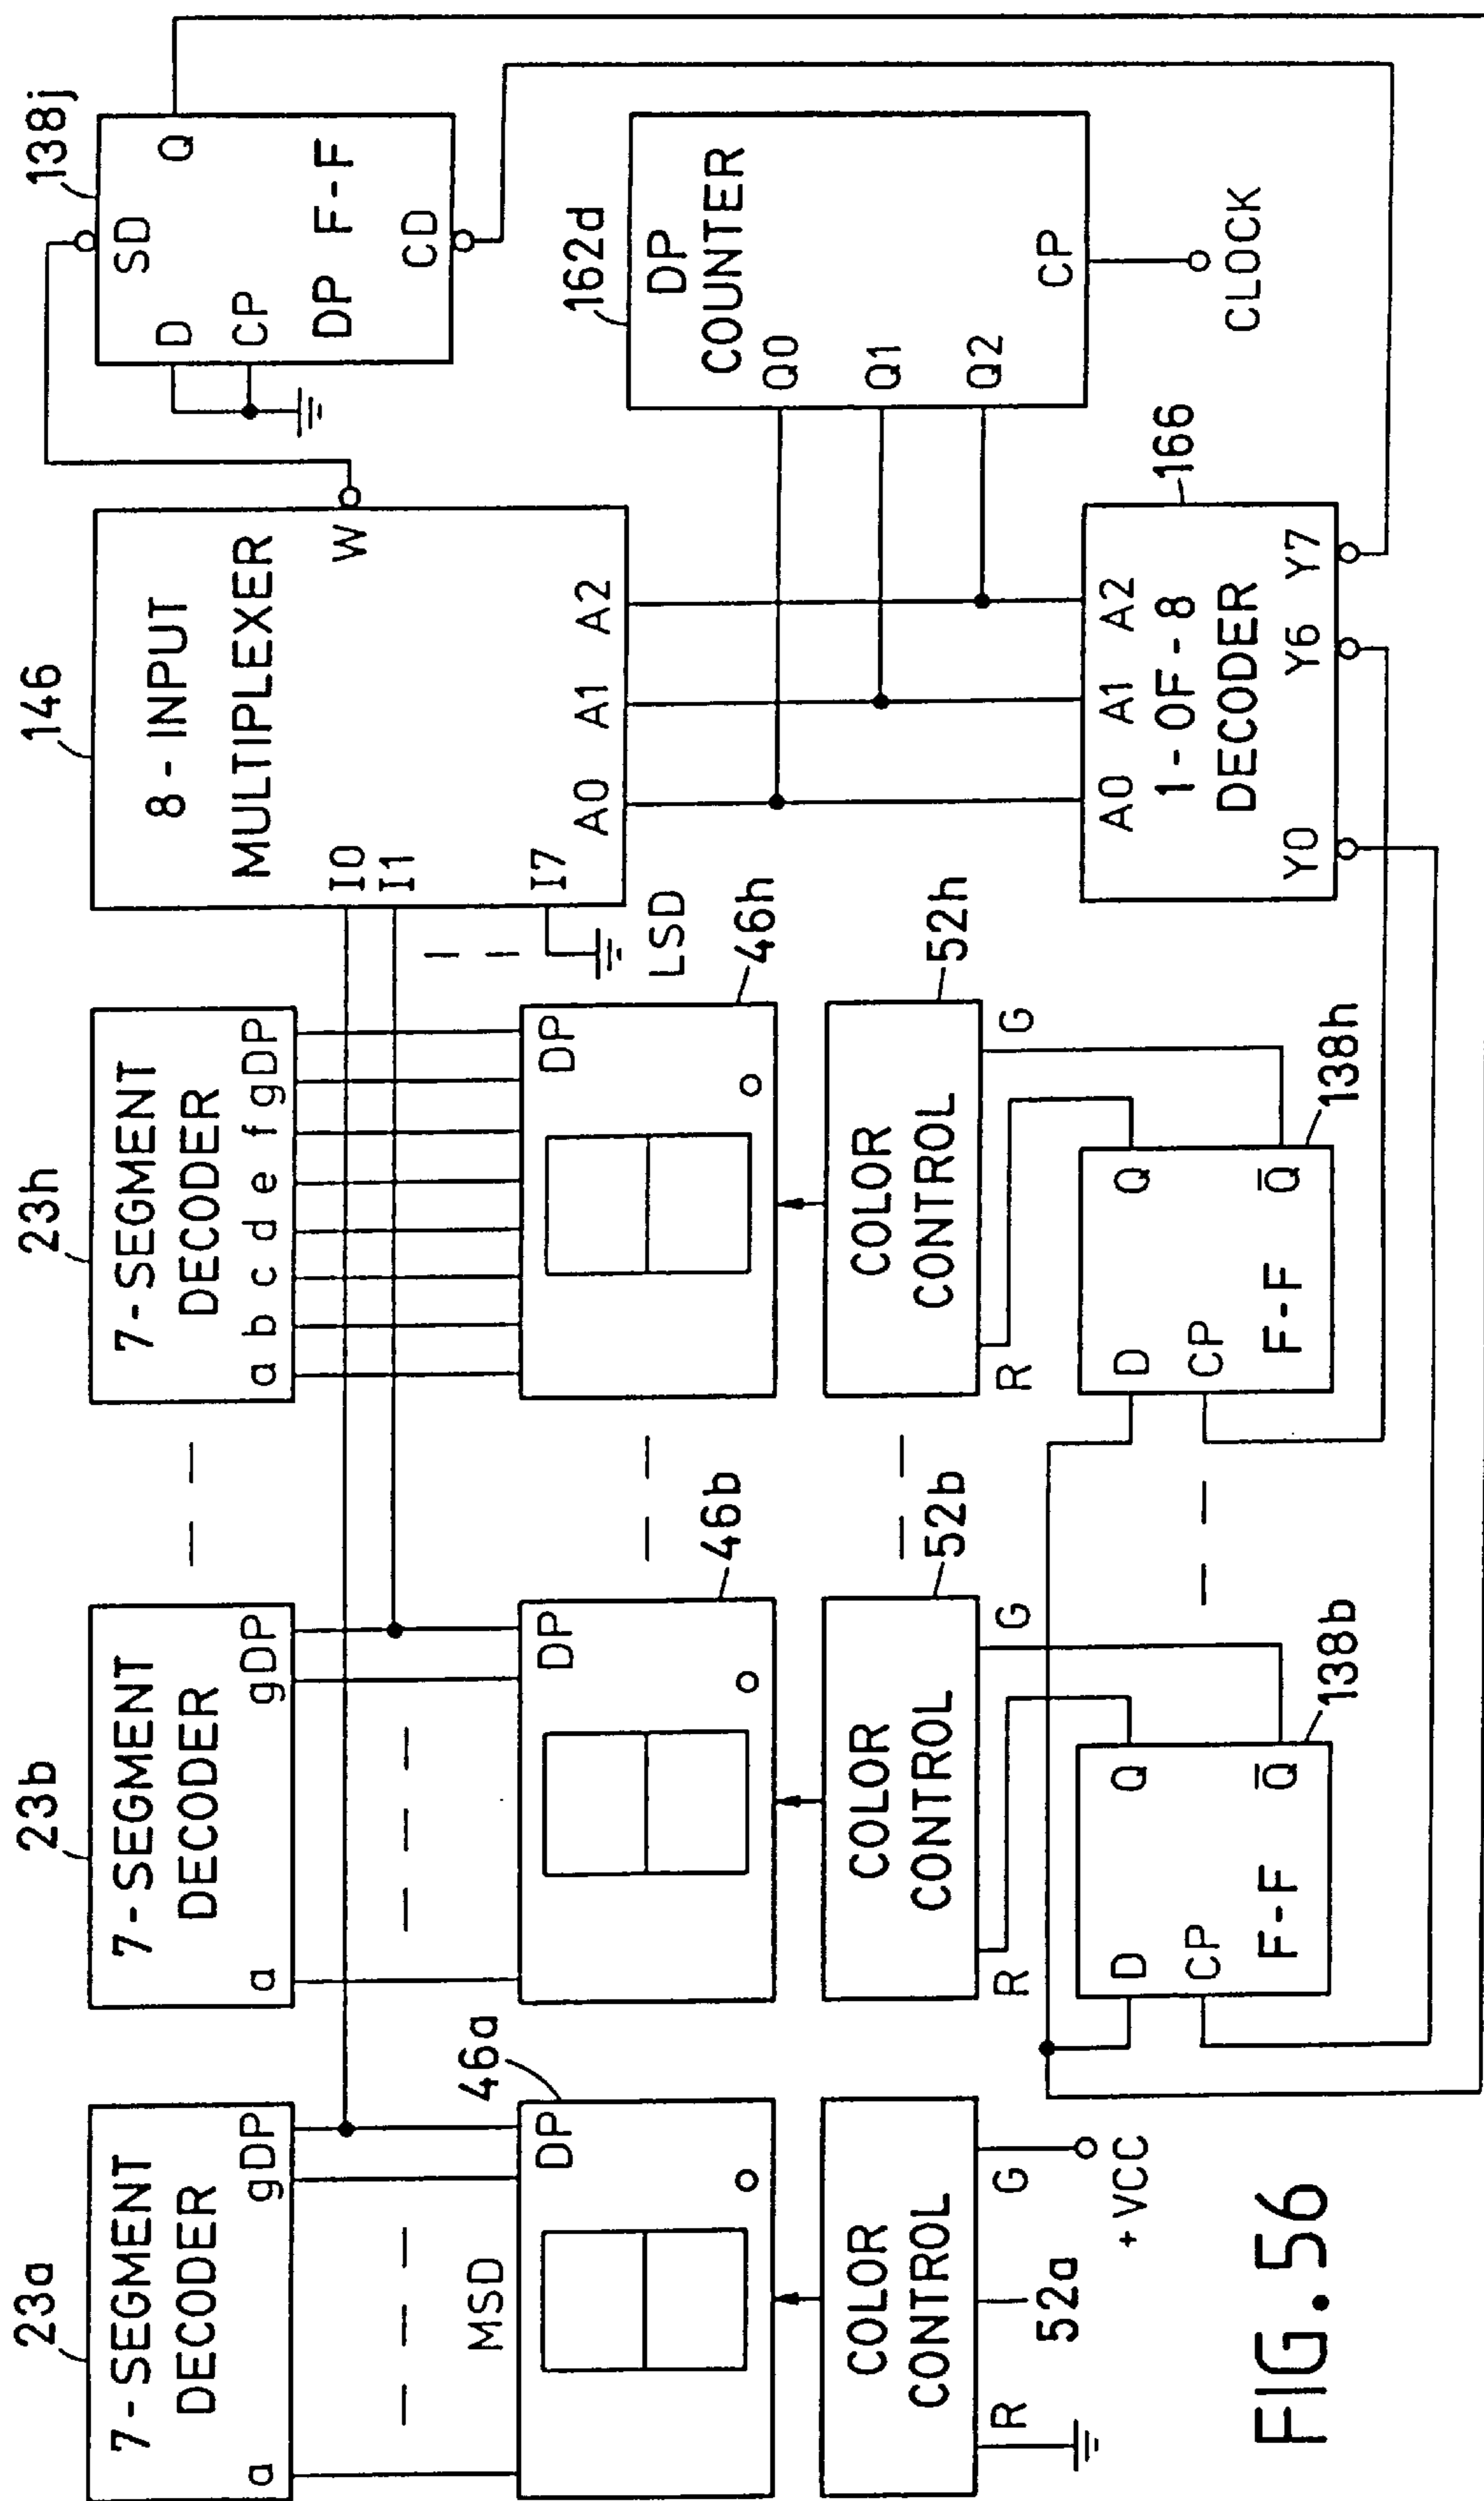 23a
7-SEGMENT
DECODER
a
gDP
23b
7-SEGMENT
DECODER
a
gDP
23h
7-SEGMENT
DECODER
a b c d e f gDP
146
8-INPUT
MULTIPLEXER
I0
I1
I7
W
A0 A1 A2
138j
SD
D
Q
CP
DP F-F
CD
MSD
46a
DP
46b
DP
LSD
46h
DP
162d
DP
COUNTER
Q0
Q1
Q2
CP
CLOCK
COLOR
CONTROL
R
G
52a
+VCC
COLOR
CONTROL
52b
R
G
COLOR
CONTROL
52h
R
G
166
A0 A1 A2
1-OF-8
DECODER
Y0
Y6
Y7
D
Q
CP
F-F
Q̅
138b
D
Q
CP
F-F
Q̅
138h
FIG.56